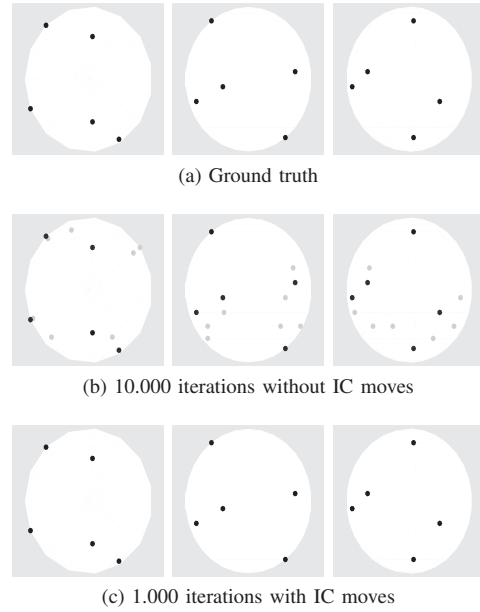 (a) Ground truth
(b) 10.000 iterations without IC moves
(c) 1.000 iterations with IC moves